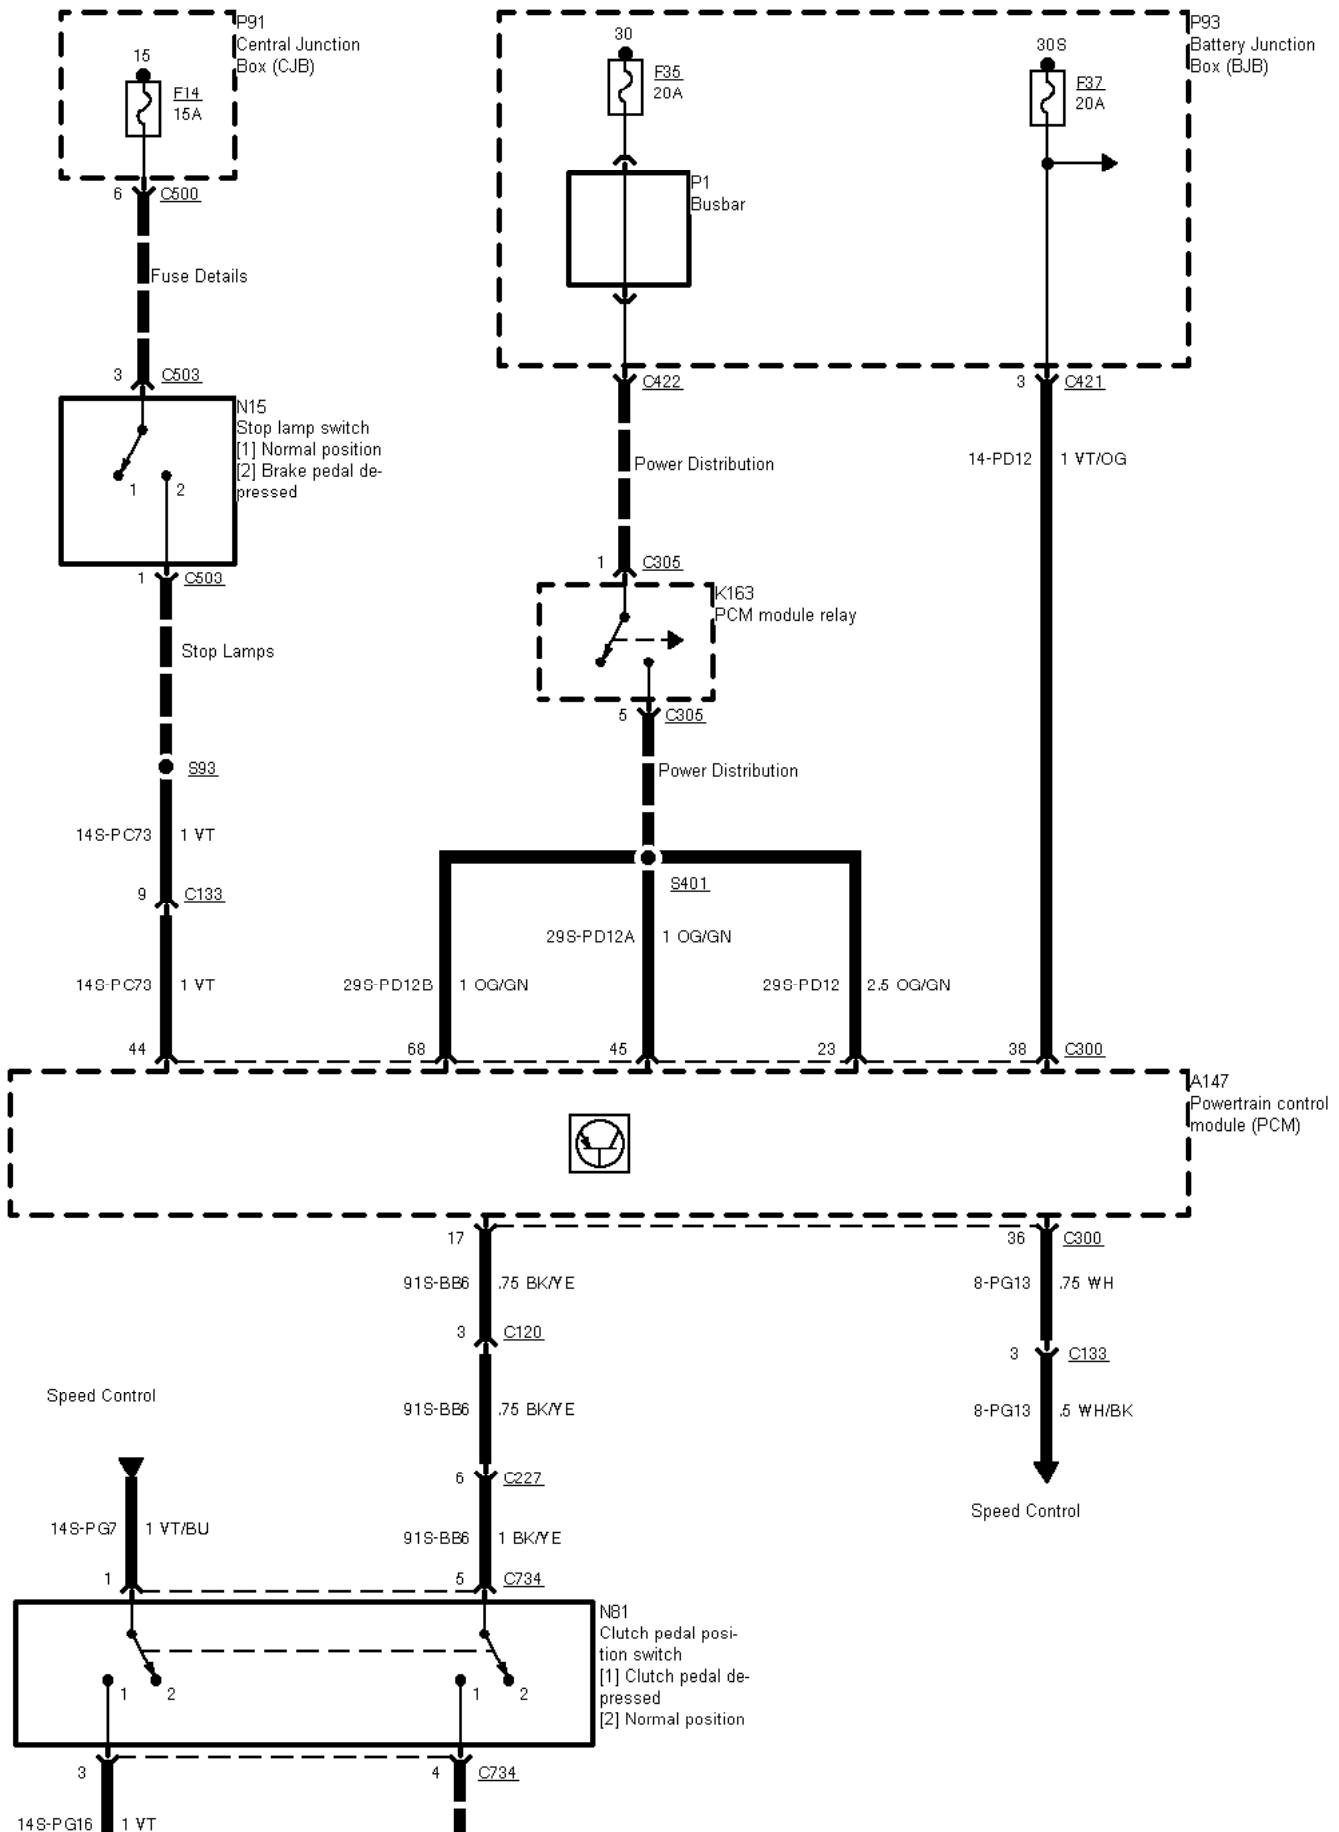 P91
Central Junction
Box (CJB)
15
F14
15A
30
F35
20A
30S
F37
20A
P93
Battery Junction
Box (BJB)
P1
Busbar
6 C500
Fuse Details
3 C503
N15
Stop lamp switch
[1] Normal position
[2] Brake pedal de-
pressed
1 2
1 C503
Stop Lamps
S93
14S-PC73 1 VT
9 C133
14S-PC73 1 VT
C422
Power Distribution
1 C305
K163
PCM module relay
5 C305
Power Distribution
S401
3 C421
14-PD12 1 VT/OG
29S-PD12A 1 OG/GN
29S-PD12B 1 OG/GN
29S-PD12 2.5 OG/GN
44 68 45 23 38 C300
A147
Powertrain control
module (PCM)
17 36 C300
91S-BB6 .75 BK/YE
8-PG13 .75 WH
3 C120
3 C133
91S-BB6 .75 BK/YE
8-PG13 .5 WH/BK
Speed Control
6 C227
Speed Control
14S-PG7 1 VT/BU
91S-BB6 1 BK/YE
1 5 C734
N81
Clutch pedal posi-
tion switch
[1] Clutch pedal de-
pressed
[2] Normal position
1 2 1 2
3 4 C734
14S-PG16 1 VT